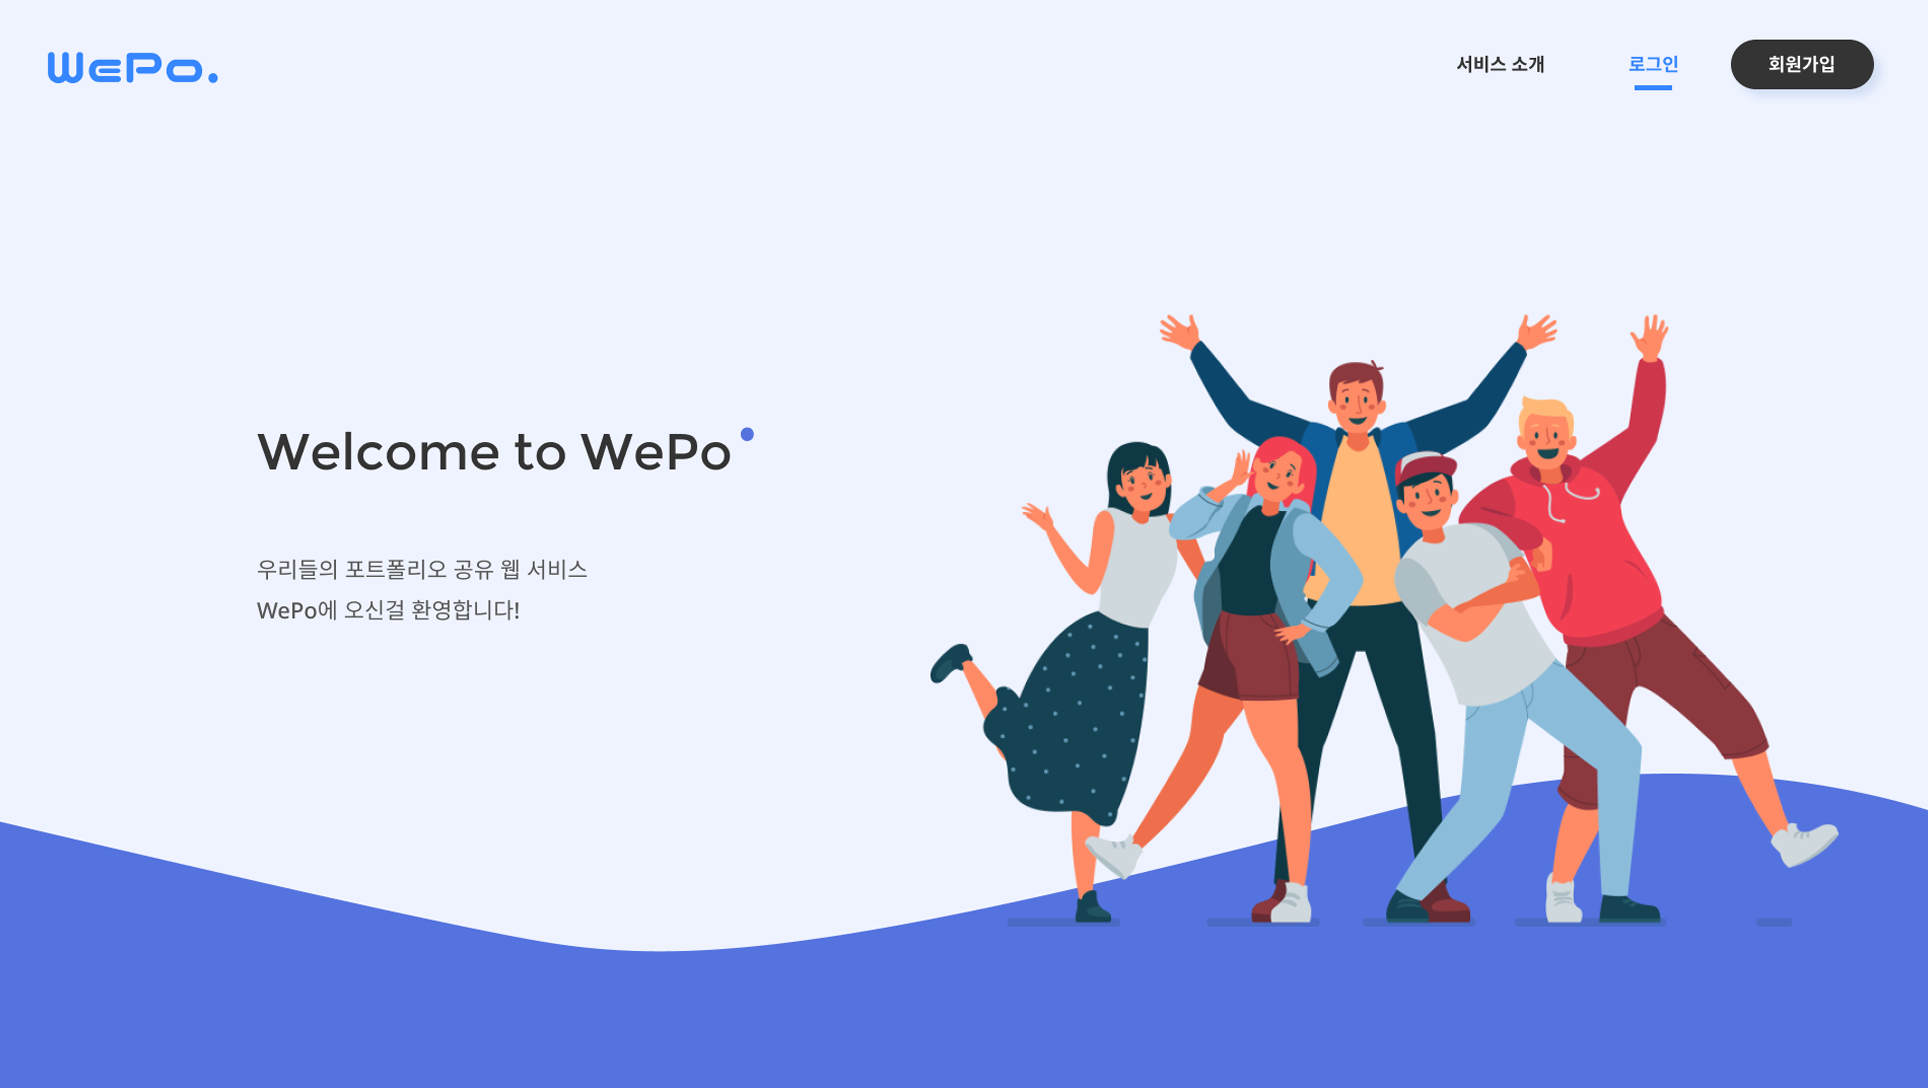 WePo.
서비스 소개
로그인
회원가입
Welcome to WePo
우리들의 포트폴리오 공유 웹 서비스
WePo에 오신걸 환영합니다!